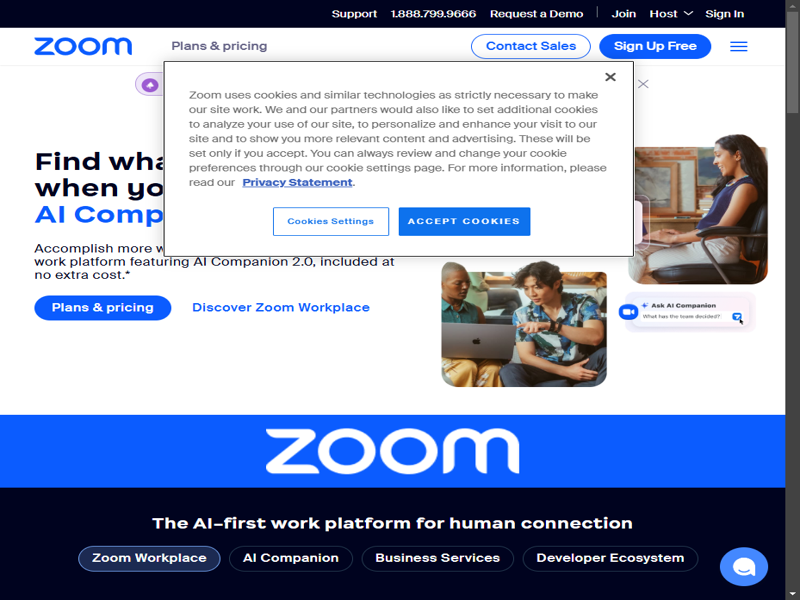 Support 1.888.799.9666 Request a Demo Join Host Sign In
zoom Plans & pricing Contact Sales Sign Up Free
Zoom uses cookies and similar technologies as strictly necessary to make
our site work. We and our partners would also like to set additional cookies
to analyze your use of our site, to personalize and enhance your visit to our
site and to show you more relevant content and advertising. These will be
set only if you accept. You can always review and change your cookie
preferences through our cookie settings page. For more information, please
read our Privacy Statement.
Cookies Settings ACCEPT COOKIES
Find wha
when yo
AI Comp
Accomplish more w
work platform featuring AI Companion 2.0, included at
no extra cost.*
Plans & pricing Discover Zoom Workplace
Ask AI Companion
What has the team decided?
zoom
The AI-first work platform for human connection
Zoom Workplace AI Companion Business Services Developer Ecosystem